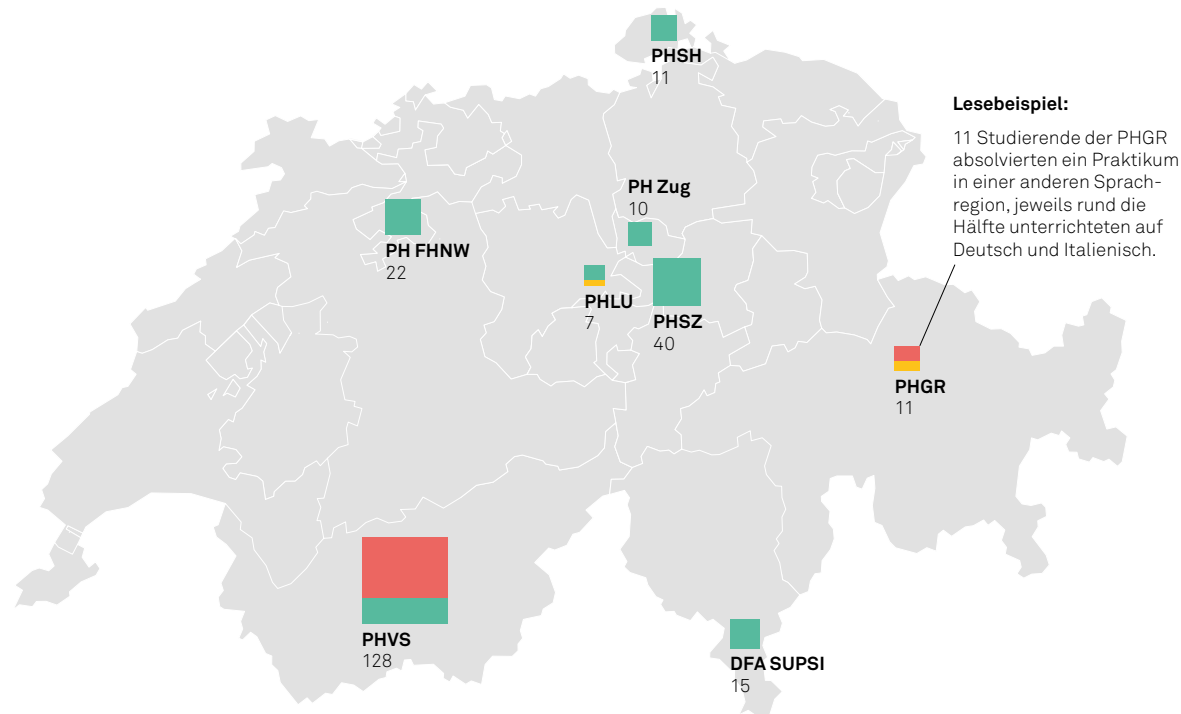 PHSH
11
Lesebeispiel:
11 Studierende der PHGR
absolvierten ein Praktikum
in einer anderen Sprach-
region, jeweils rund die
Hälfte unterrichteten auf
Deutsch und Italienisch.
PH Zug
10
PH FHNW
22
PHLU
7
PHSZ
40
PHGR
11
PHVS
128
DFA SUPSI
15